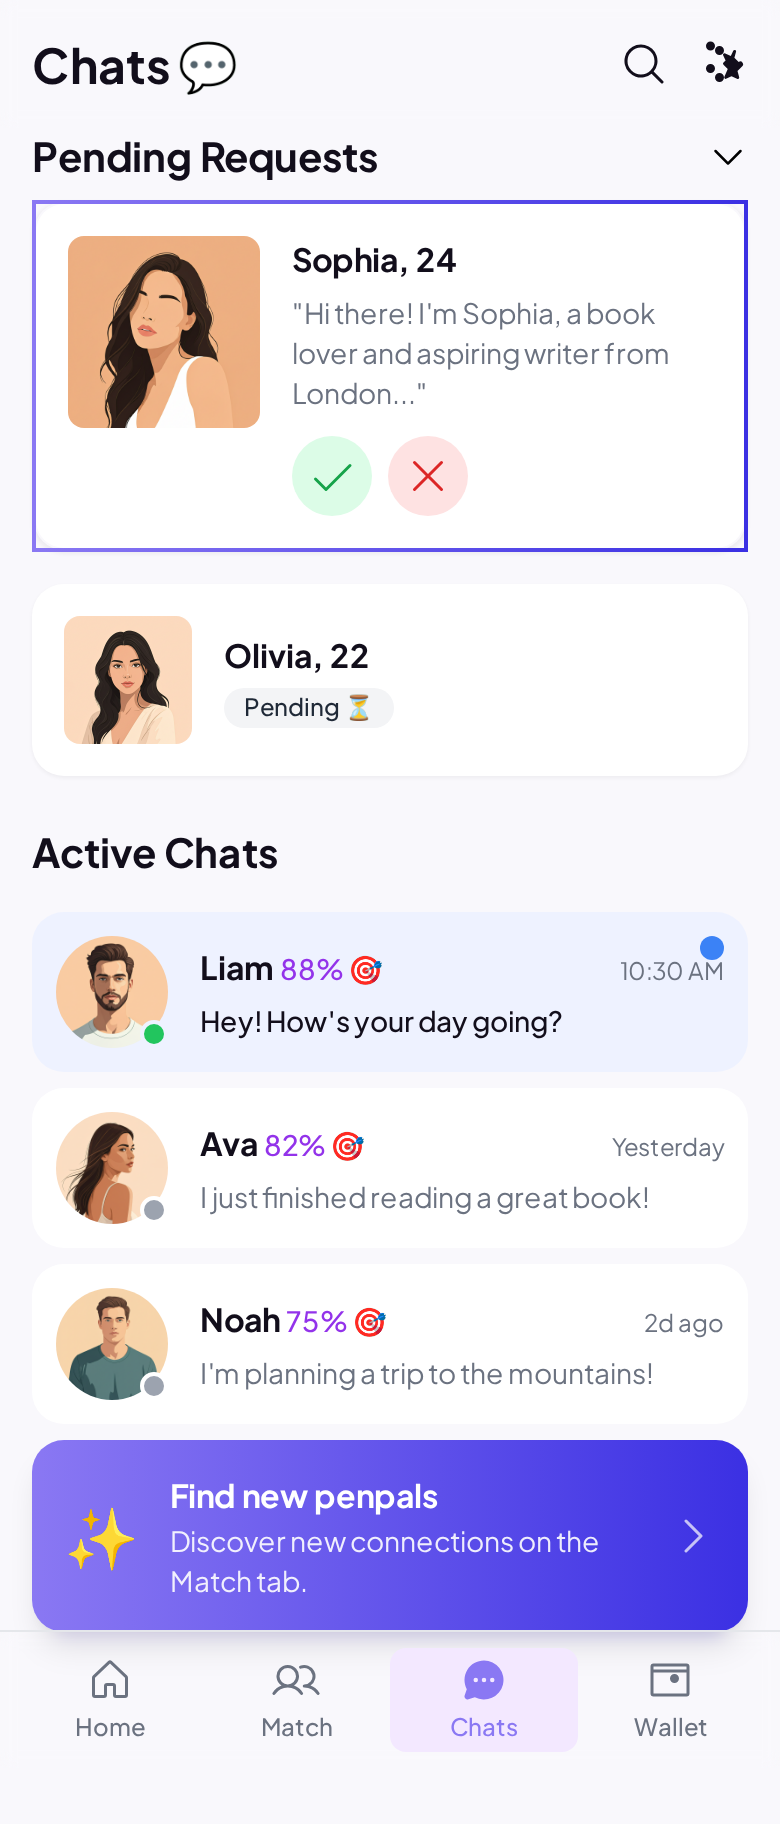 Chats 💬
Pending Requests
Sophia, 24
"Hi there! I'm Sophia, a book
lover and aspiring writer from
London..."
Olivia, 22
Pending ⏳
Active Chats
Liam 88% 🎯
10:30 AM
Hey! How's your day going?
Ava 82% 🎯
Yesterday
I just finished reading a great book!
Noah 75% 🎯
2d ago
I'm planning a trip to the mountains!
Find new penpals
Discover new connections on the
Match tab.
Home
Match
Chats
Wallet